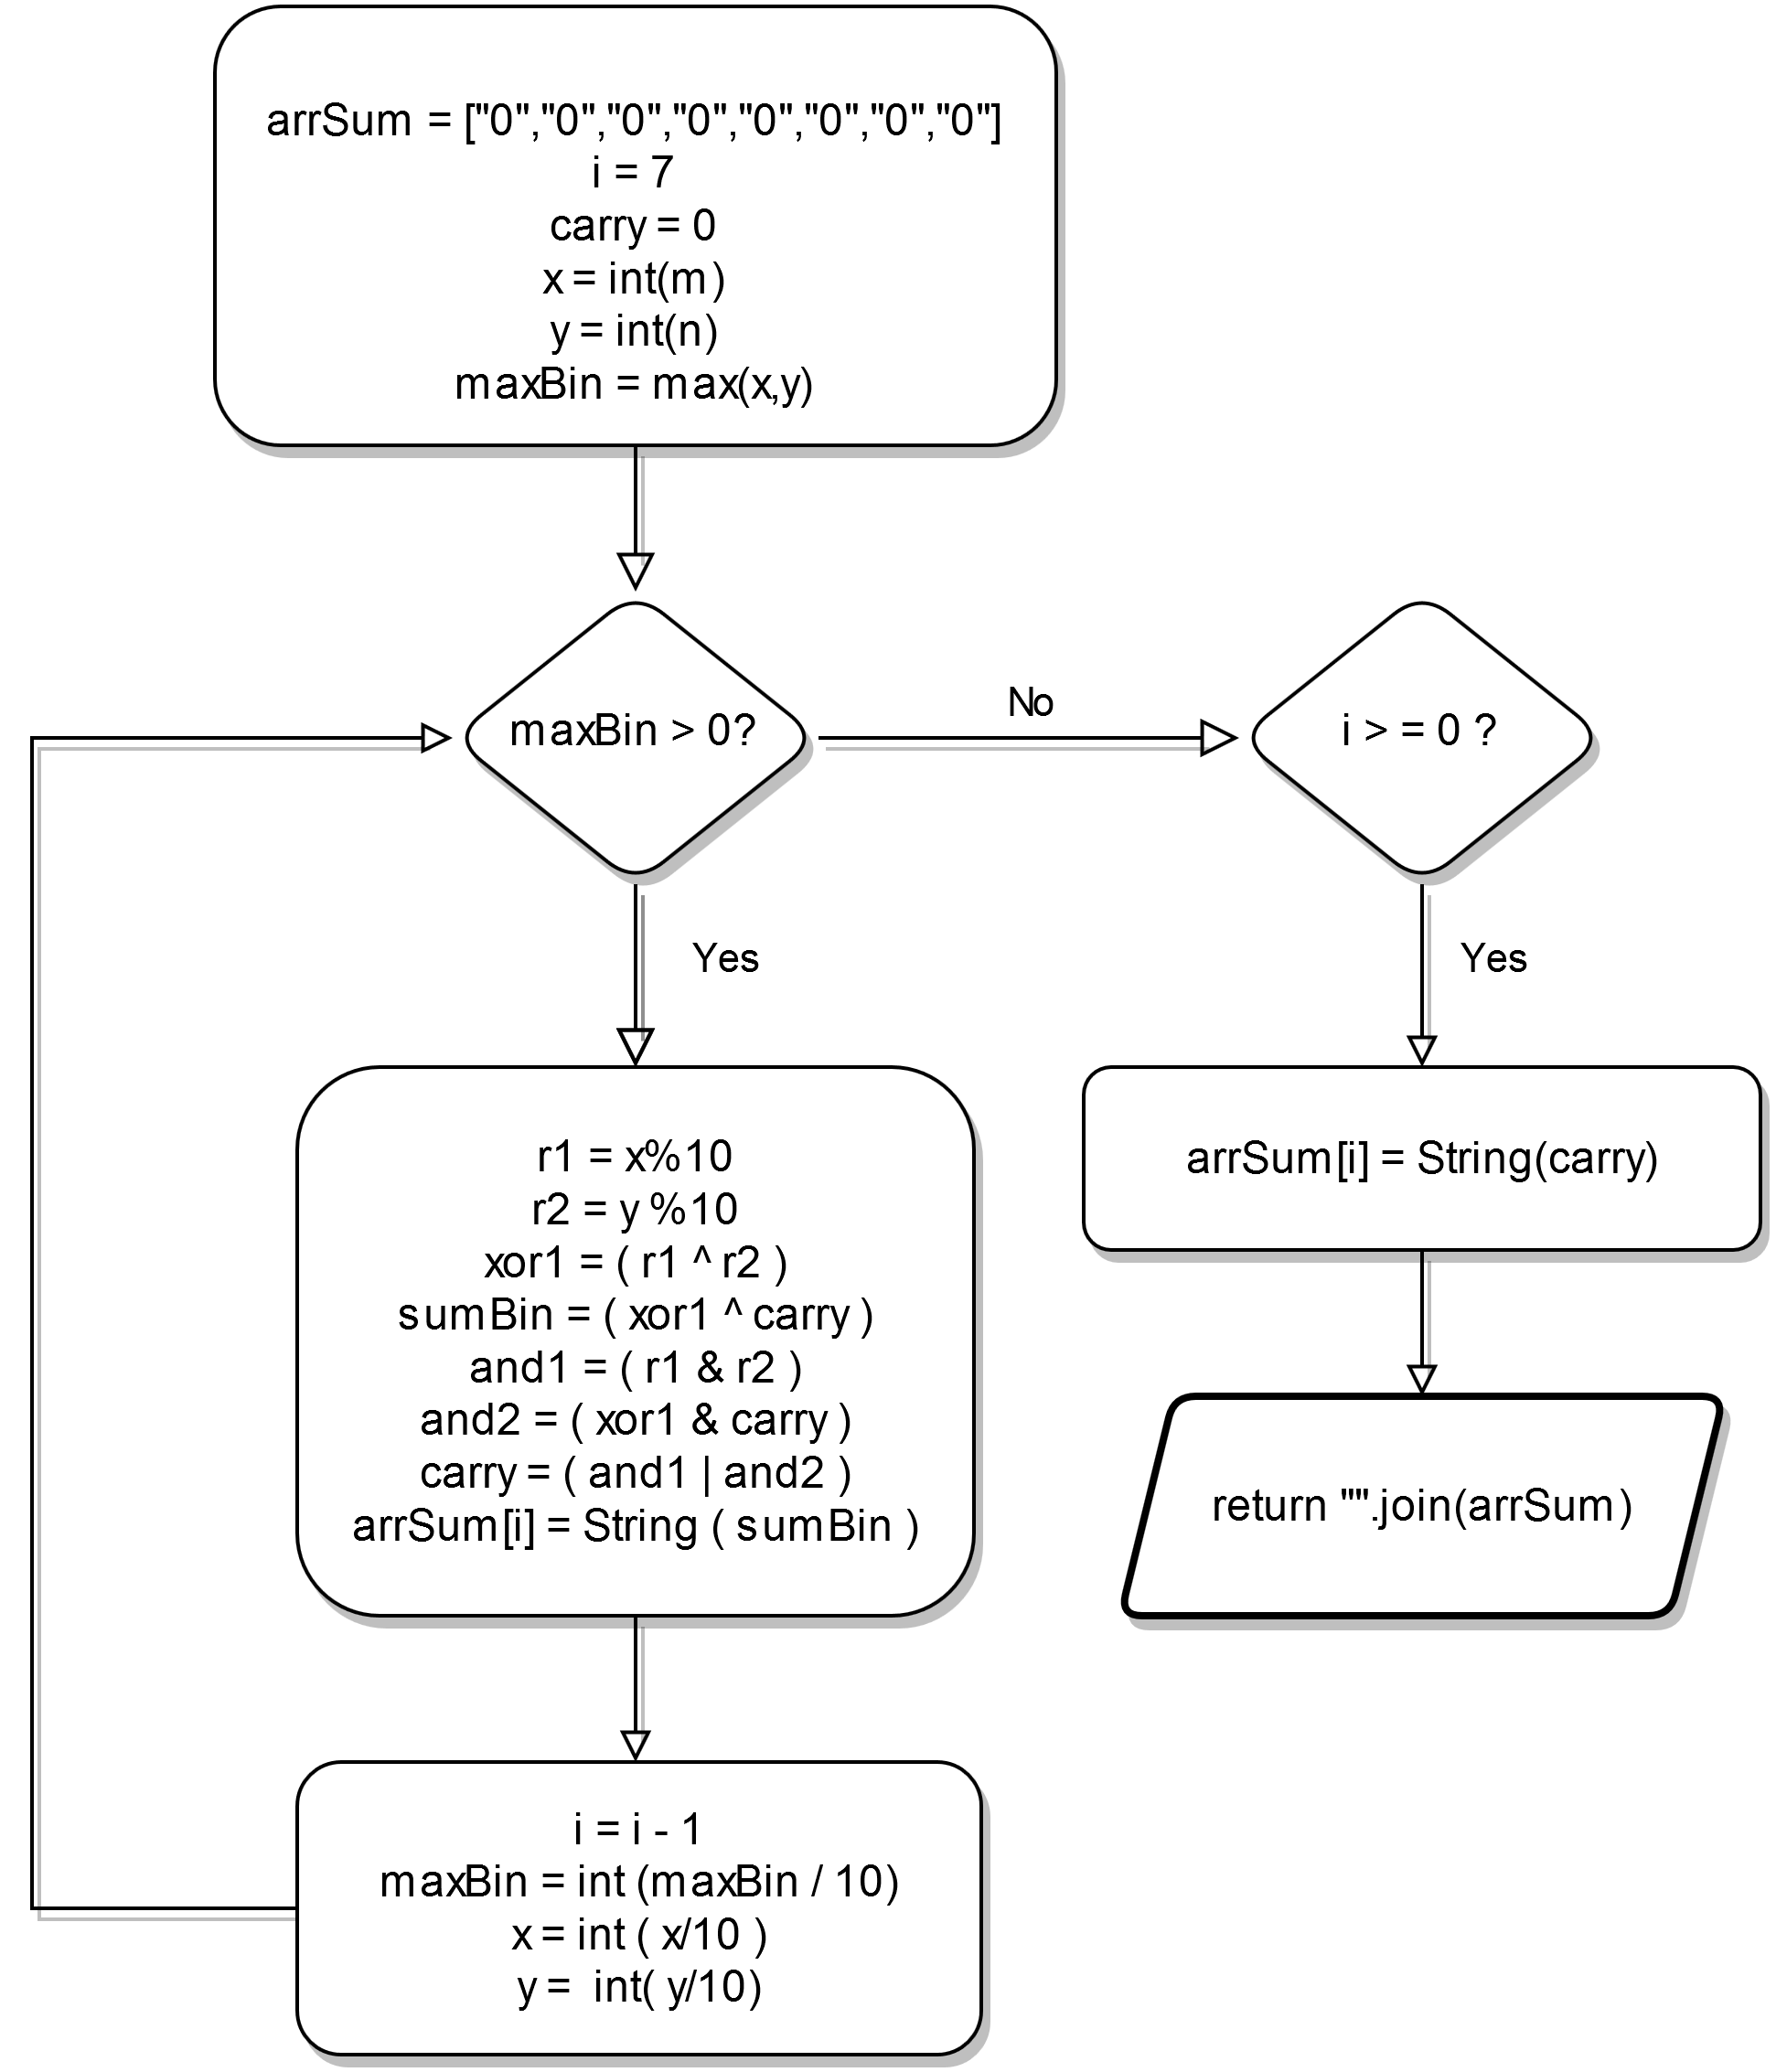 arrSum = ["0","0","0","0","0","0","0","0"]
i = 7
carry = 0
x = int(m)
y = int(n)
maxBin = max(x,y)
maxBin > 0?
No
i > = 0 ?
Yes
Yes
r1 = x%10
r2 = y %10
xor1 = ( r1 ^ r2 )
sumBin = ( xor1 ^ carry )
and1 = ( r1 & r2 )
and2 = ( xor1 & carry )
carry = ( and1 | and2 )
arrSum[i] = String ( sumBin )
arrSum[i] = String(carry)
return "".join(arrSum)
i = i - 1
maxBin = int (maxBin / 10)
x = int ( x/10 )
y = int( y/10)